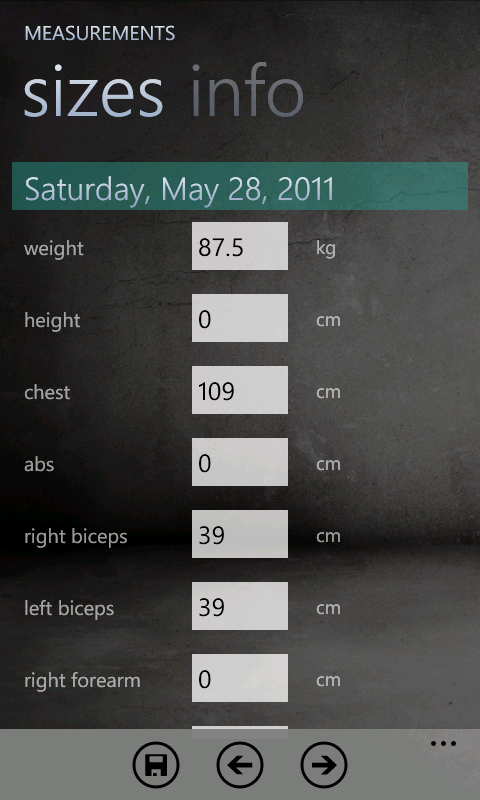 MEASUREMENTS
sizes info
Saturday, May 28, 2011
weight 87.5 kg
height 0 cm
chest 109 cm
abs 0 cm
right biceps 39 cm
left biceps 39 cm
right forearm 0 cm